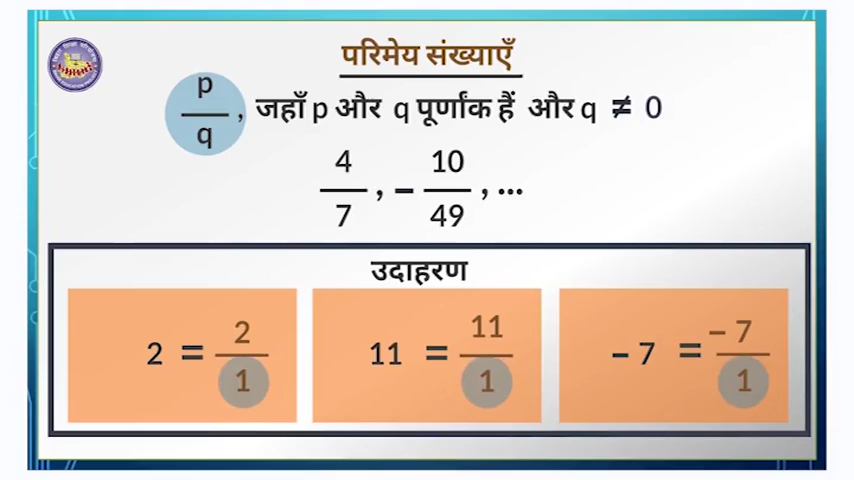 परिमेय संख्याएँ
p/q , जहाँ p और q पूर्णांक हैं और q ≠ 0
4/7 , - 10/49 , ...
उदाहरण
2 = 2/1
11 = 11/1
- 7 = - 7/1